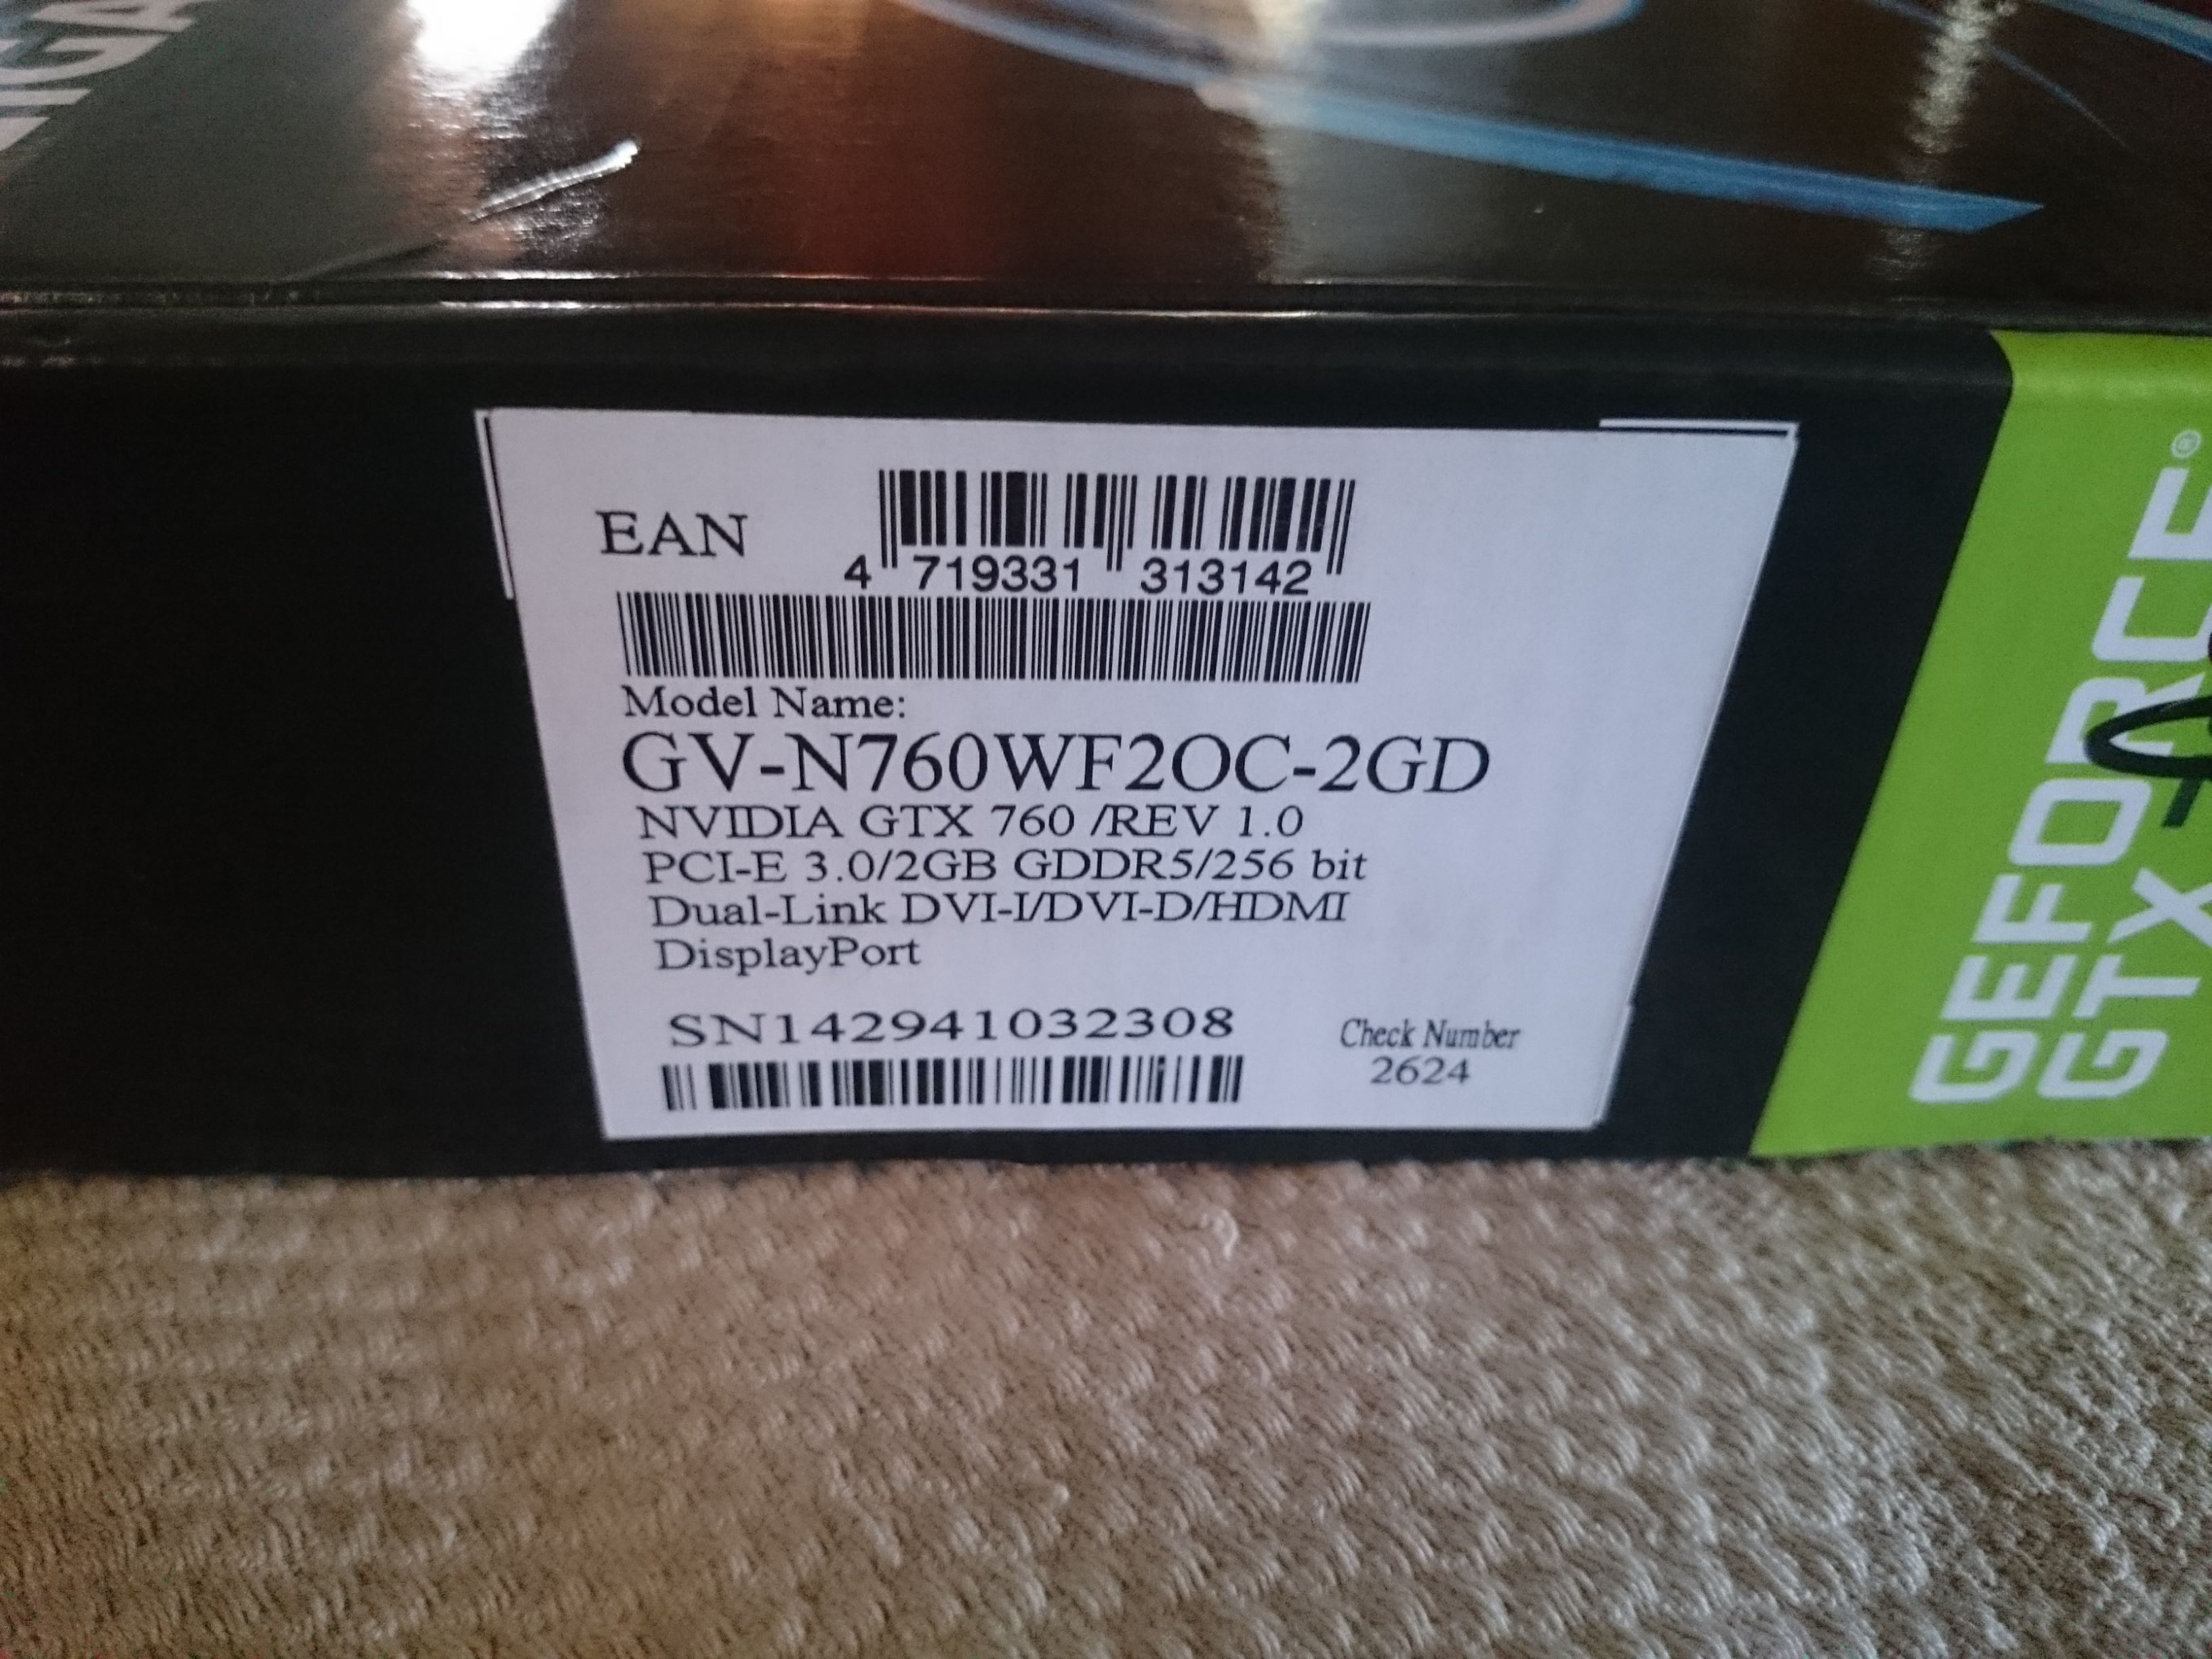 EAN
4 719331 313142
Model Name:
GV-N760WF2OC-2GD
NVIDIA GTX 760 /REV 1.0
PCI-E 3.0/2GB GDDR5/256 bit
Dual-Link DVI-I/DVI-D/HDMI
DisplayPort
SN142941032308
Check Number
2624
GEFORCE®
GTX